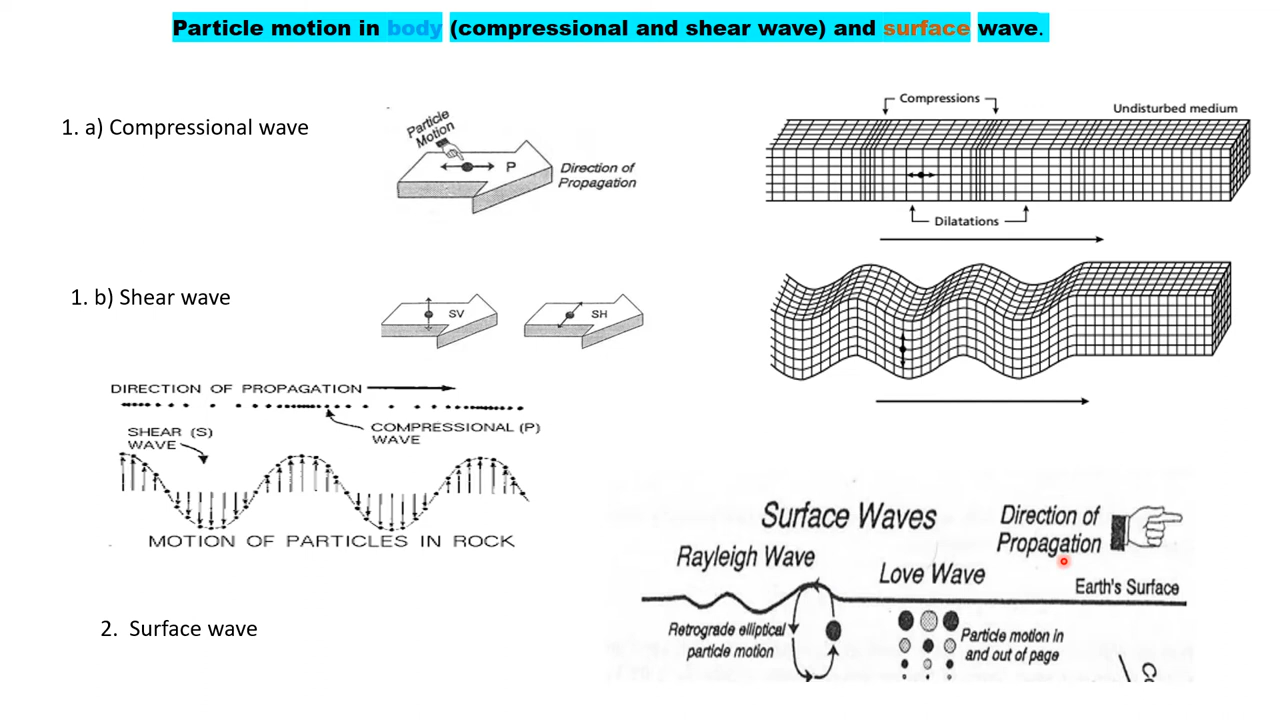 Particle motion in body (compressional and shear wave) and surface wave.
1. a) Compressional wave
Particle
Motion
P
Direction of
Propagation
Compressions
Undisturbed medium
Dilatations
1. b) Shear wave
SV
SH
DIRECTION OF PROPAGATION
SHEAR (S)
WAVE
COMPRESSIONAL (P)
WAVE
MOTION OF PARTICLES IN ROCK
2. Surface wave
Surface Waves
Direction of
Propagation
Rayleigh Wave
Love Wave
Earth's Surface
Retrograde elliptical
particle motion
Particle motion in
and out of page